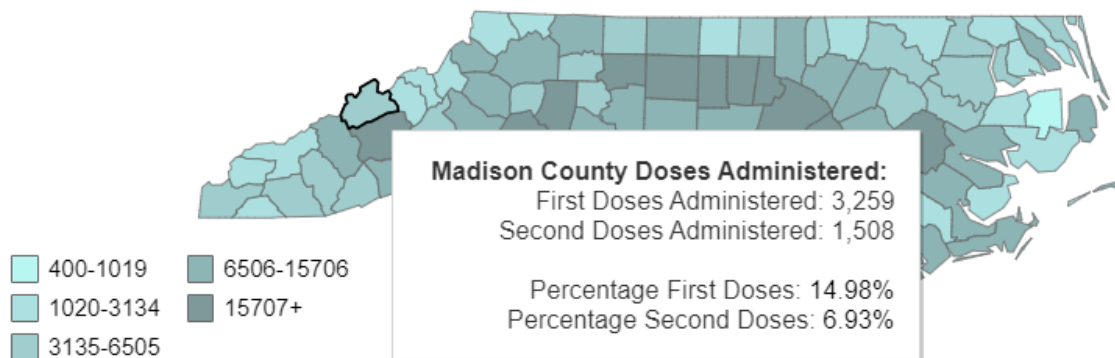 Madison County Doses Administered:
First Doses Administered: 3,259
Second Doses Administered: 1,508
Percentage First Doses: 14.98%
Percentage Second Doses: 6.93%
400-1019
1020-3134
3135-6505
6506-15706
15707+